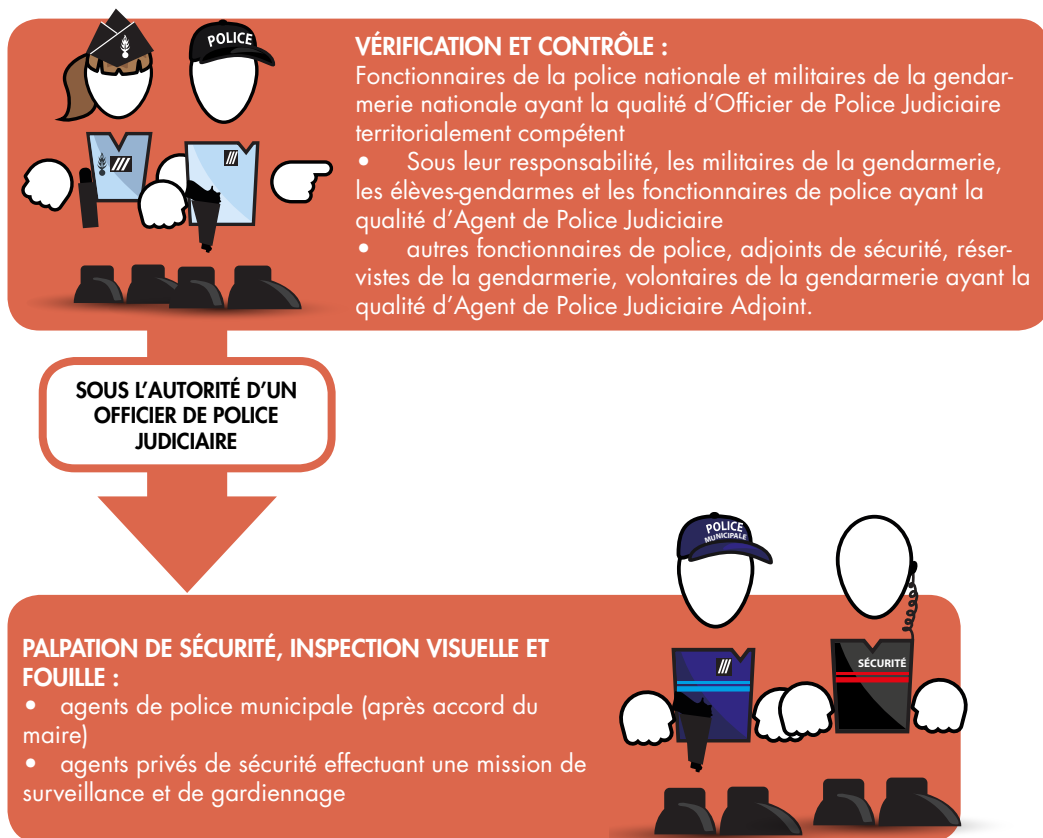 POLICE
VÉRIFICATION ET CONTRÔLE :
Fonctionnaires de la police nationale et militaires de la gendar-
merie nationale ayant la qualité d'Officier de Police Judiciaire
territorialement compétent
• Sous leur responsabilité, les militaires de la gendarmerie,
les élèves-gendarmes et les fonctionnaires de police ayant la
qualité d'Agent de Police Judiciaire
• autres fonctionnaires de police, adjoints de sécurité, réser-
vistes de la gendarmerie, volontaires de la gendarmerie ayant la
qualité d'Agent de Police Judiciaire Adjoint.
SOUS L'AUTORITÉ D'UN
OFFICIER DE POLICE
JUDICIAIRE
POLICE
MUNICIPALE
SÉCURITÉ
PALPATION DE SÉCURITÉ, INSPECTION VISUELLE ET
FOUILLE :
• agents de police municipale (après accord du
maire)
• agents privés de sécurité effectuant une mission de
surveillance et de gardiennage